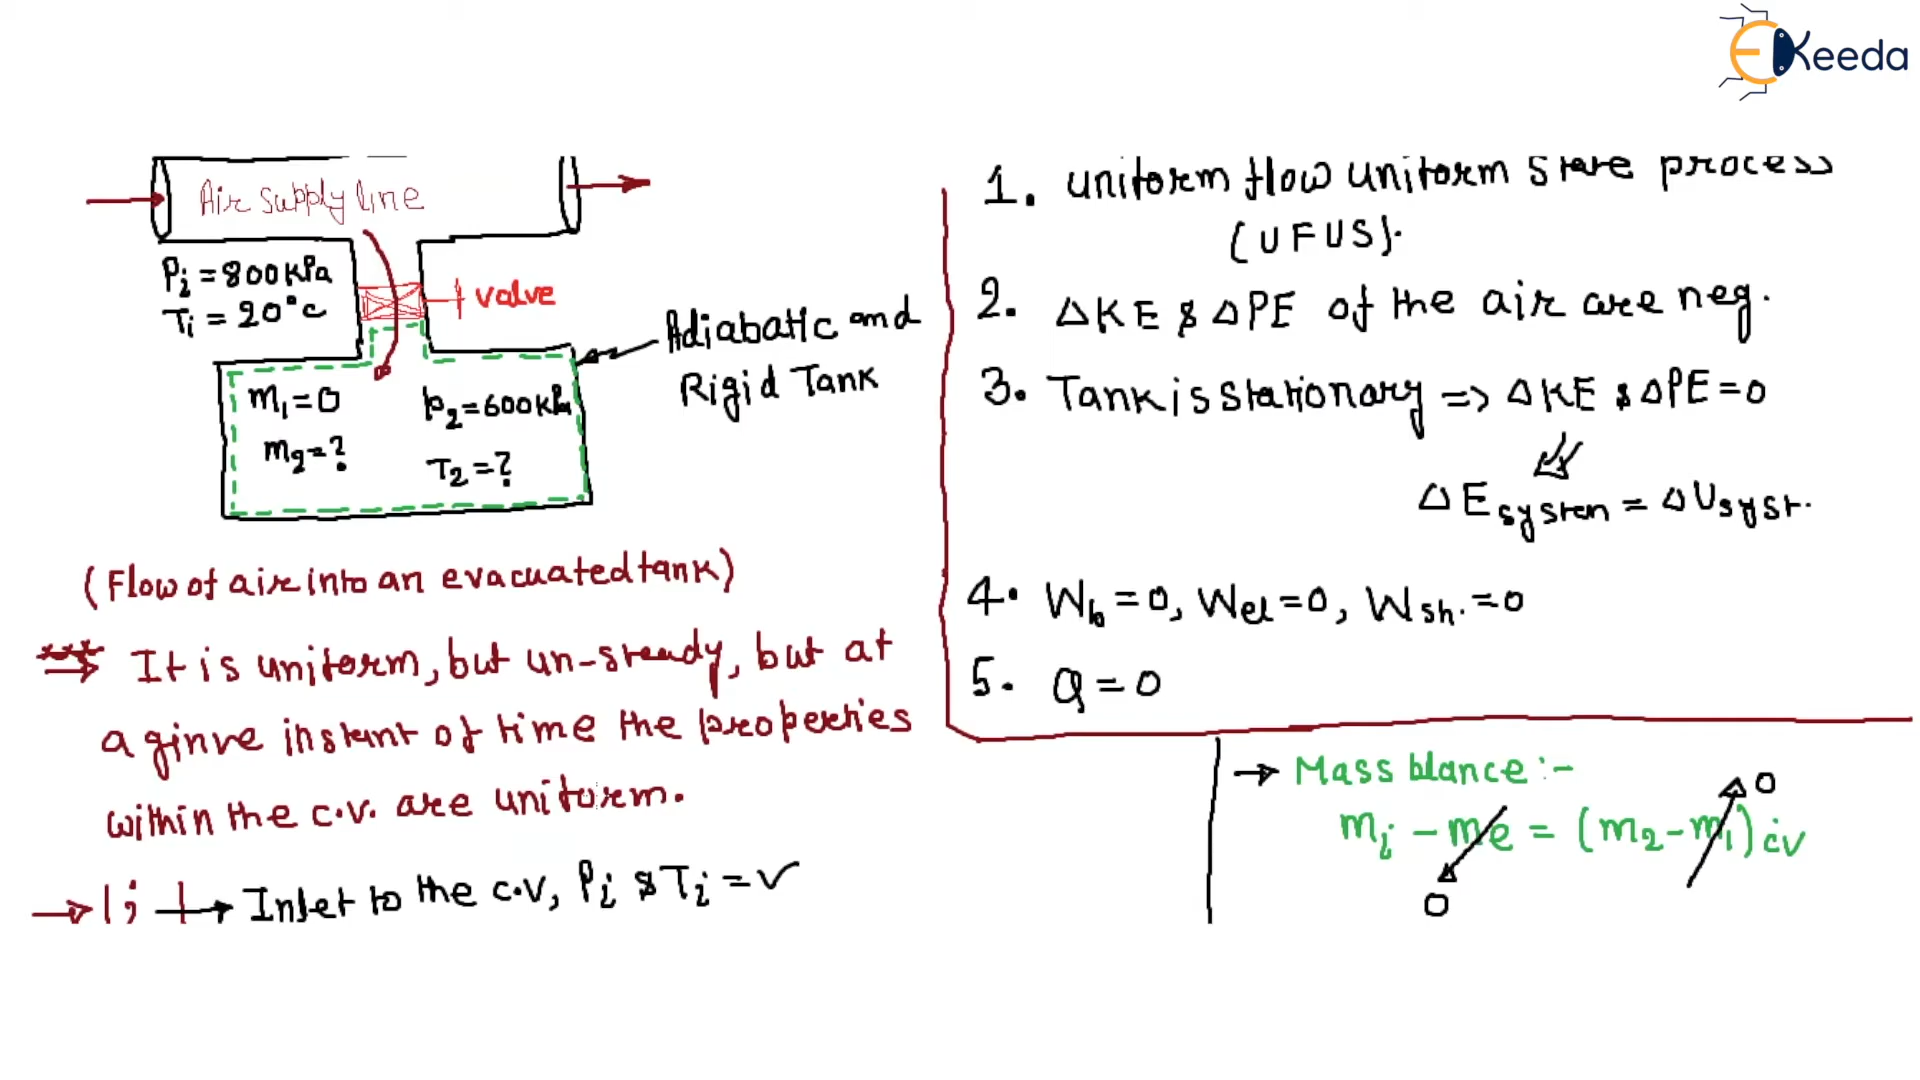 EKeeda
Air supply line
Pi = 800 kPa
Ti = 20°c
valve
Adiabatic and
Rigid Tank
m1=0
p2=600kPa
m2=?
T2=?
(Flow of air into an evacuated tank)
⇒ It is uniform, but un-steady, but at
a ginve instant of time the properties
within the c.v. are uniform.
→ Inlet to the c.v, Pi & Ti = ✓
1. uniform flow uniform state process
(UFUS).
2. ΔKE & ΔPE of the air are neg.
3. Tank is stationary => ΔKE & ΔPE=0
ΔEsystem = ΔUsyst.
4. Wb=0, Wel=0, Wsh.=0
5. Q=0
→ Mass blance:-
mi - me = (m2-m1)cv
0
0